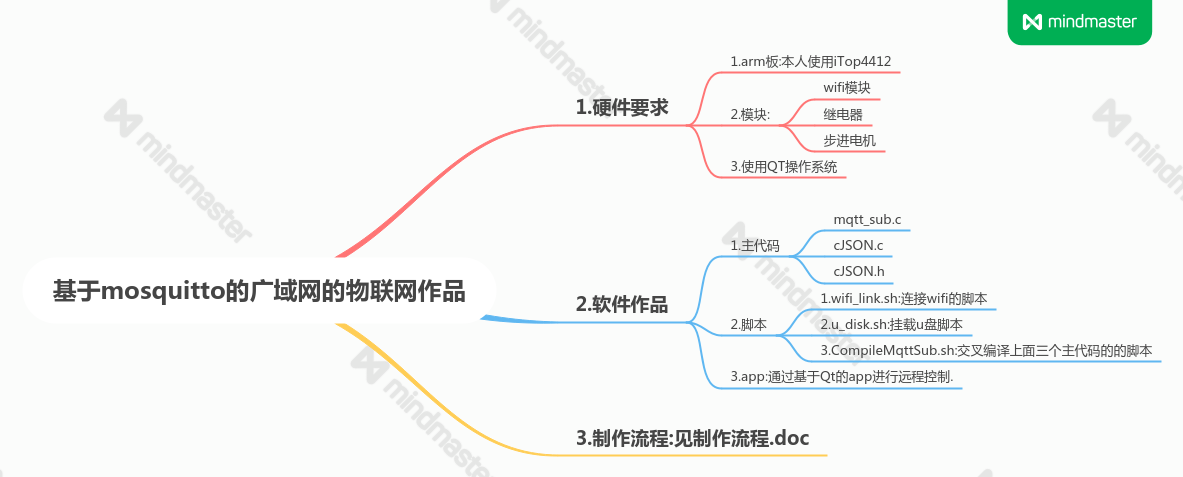 mindmaster
基于mosquitto的广域网的物联网作品
1.硬件要求
1.arm板:本人使用iTop4412
2.模块:
wifi模块
继电器
步进电机
3.使用QT操作系统
2.软件作品
1.主代码
mqtt_sub.c
cJSON.c
cJSON.h
2.脚本
1.wifi_link.sh:连接wifi的脚本
2.u_disk.sh:挂载u盘脚本
3.CompileMqttSub.sh:交叉编译上面三个主代码的的脚本
3.app:通过基于Qt的app进行远程控制.
3.制作流程:见制作流程.doc
mindmaster
mindmaster
mindmaster
mindmaster
mindmaster